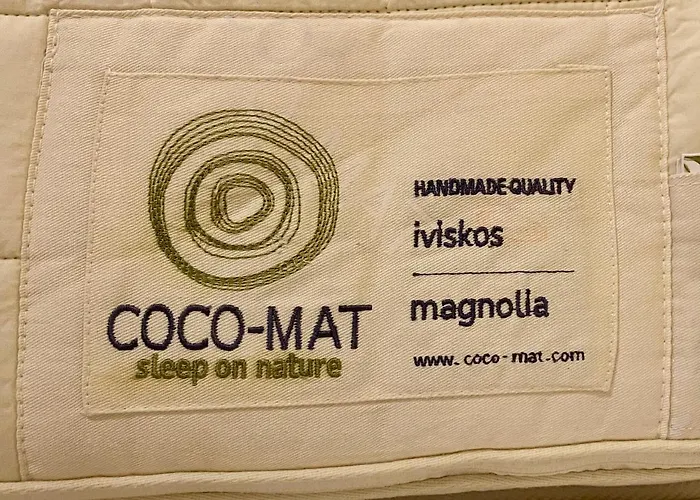 COCO-MAT
sleep on nature
HANDMADE QUALITY
iviskos
magnolia
www.coco-mat.com